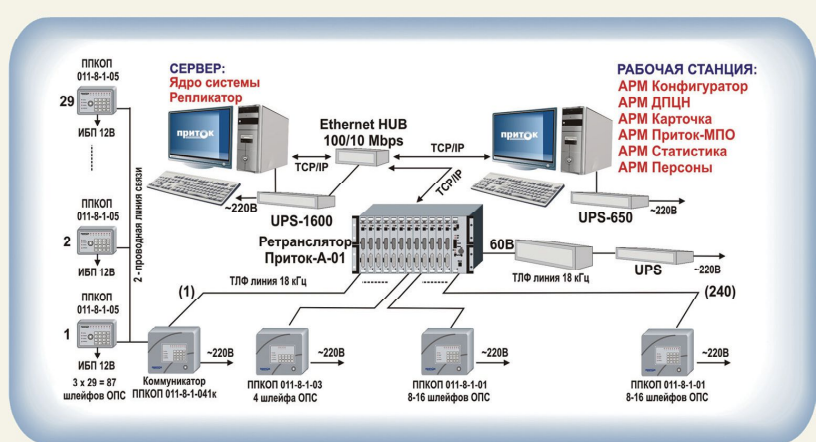 ППКОП
011-8-1-05
29
ИБП 12В
ППКОП
011-8-1-05
2
ИБП 12В
ППКОП
011-8-1-05
1
ИБП 12В
3 x 29 = 87
шлейфов ОПС
2 - проводная линия связи
СЕРВЕР:
Ядро системы
Репликатор
приток
Ethernet HUB
100/10 Mbps
TCP/IP
TCP/IP
TCP/IP
~220В
UPS-1600
РАБОЧАЯ СТАНЦИЯ:
АРМ Конфигуратор
АРМ ДПЦН
АРМ Карточка
АРМ Приток-МПО
АРМ Статистика
АРМ Персоны
приток
UPS-650
~220В
Ретранслятор
Приток-А-01
60В
UPS
~220В
ТЛФ линия 18 кГц
ТЛФ линия 18 кГц
(1)
(240)
~220В
Коммуникатор
ППКОП 011-8-1-041к
~220В
ППКОП 011-8-1-03
4 шлейфа ОПС
~220В
ППКОП 011-8-1-01
8-16 шлейфов ОПС
~220В
ППКОП 011-8-1-01
8-16 шлейфов ОПС